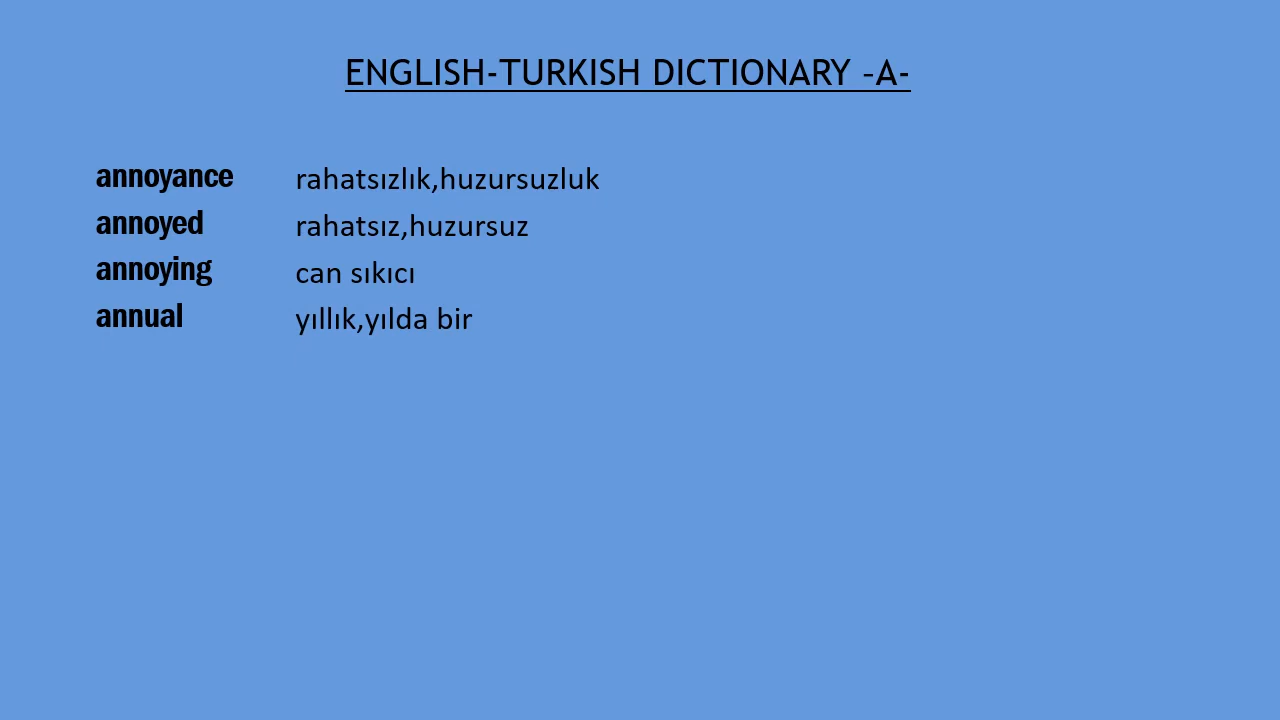 ENGLISH-TURKISH DICTIONARY –A-
annoyance rahatsızlık,huzursuzluk
annoyed rahatsız,huzursuz
annoying can sıkıcı
annual yıllık,yılda bir